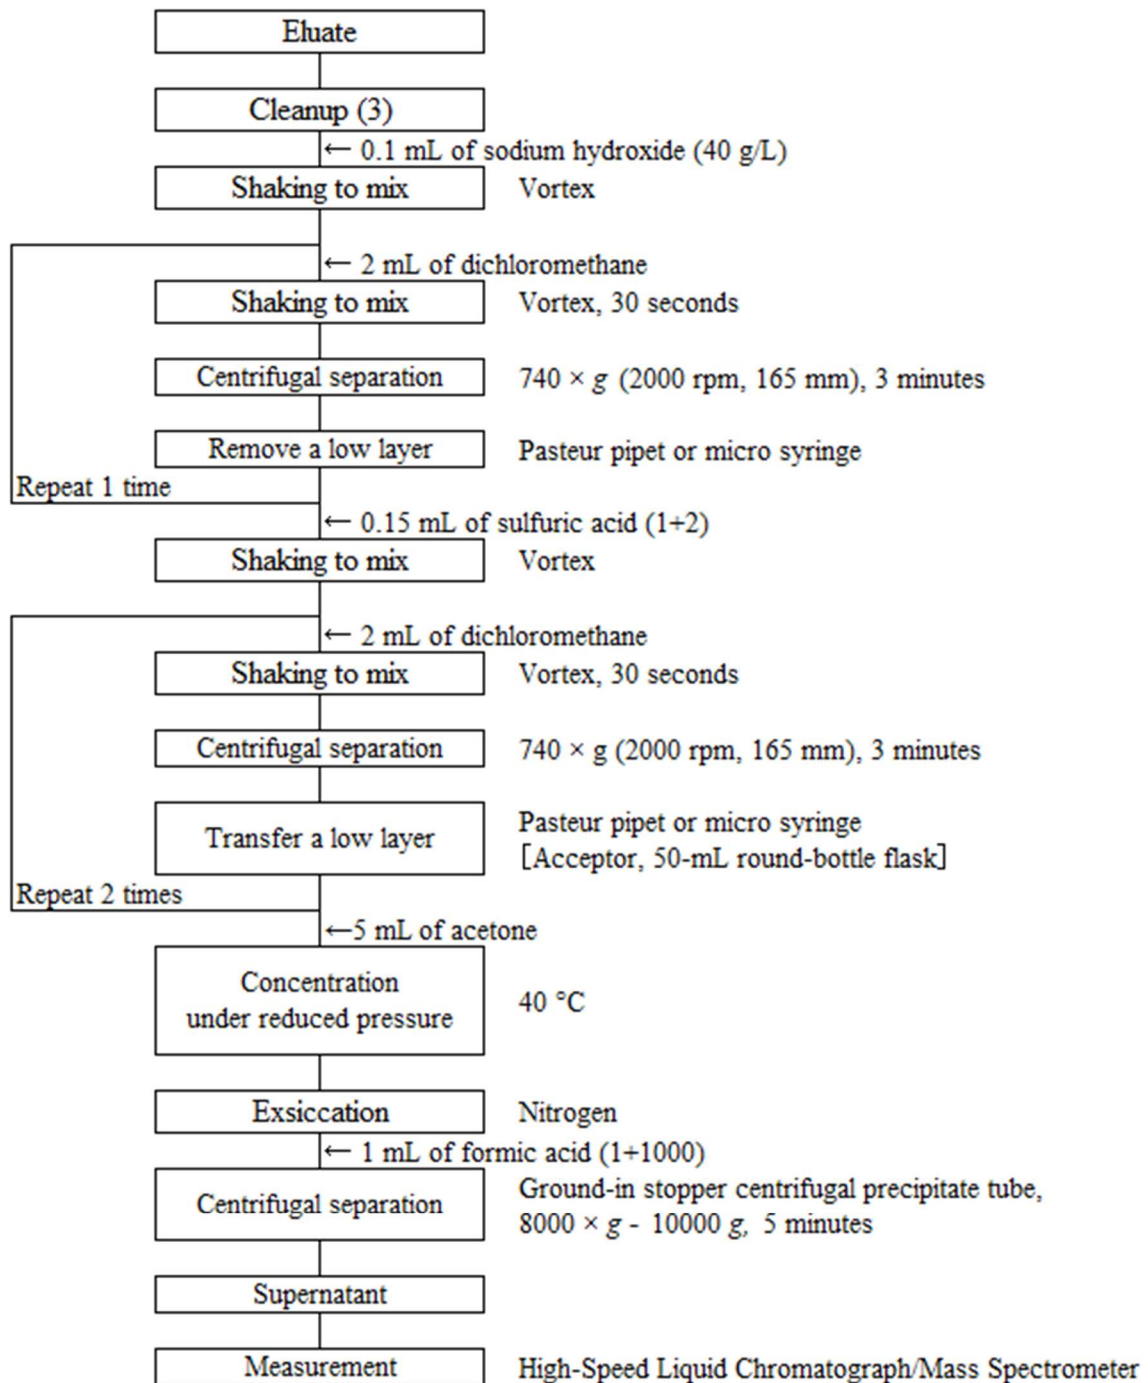 Eluate
Cleanup (3)
← 0.1 mL of sodium hydroxide (40 g/L)
Shaking to mix Vortex
← 2 mL of dichloromethane
Shaking to mix Vortex, 30 seconds
Centrifugal separation 740 × g (2000 rpm, 165 mm), 3 minutes
Remove a low layer Pasteur pipet or micro syringe
Repeat 1 time
← 0.15 mL of sulfuric acid (1+2)
Shaking to mix Vortex
← 2 mL of dichloromethane
Shaking to mix Vortex, 30 seconds
Centrifugal separation 740 × g (2000 rpm, 165 mm), 3 minutes
Transfer a low layer
Pasteur pipet or micro syringe
[Acceptor, 50-mL round-bottle flask]
Repeat 2 times
←5 mL of acetone
Concentration
under reduced pressure
40 °C
Exsiccation Nitrogen
← 1 mL of formic acid (1+1000)
Centrifugal separation
Ground-in stopper centrifugal precipitate tube,
8000 × g - 10000 g, 5 minutes
Supernatant
Measurement High-Speed Liquid Chromatograph/Mass Spectrometer